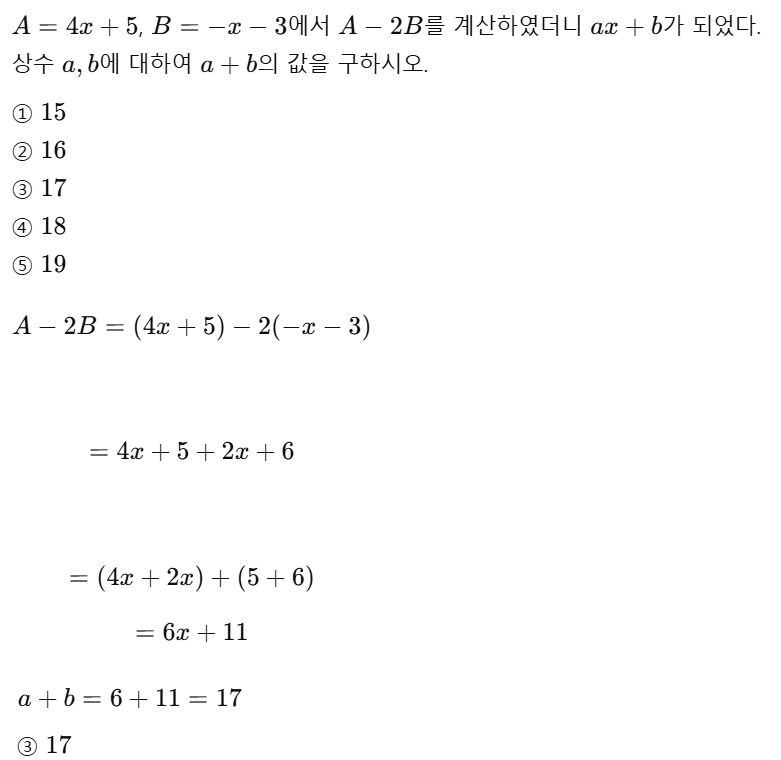 A = 4x + 5, B = −x − 3에서 A − 2B를 계산하였더니 ax + b가 되었다.
상수 a, b에 대하여 a + b의 값을 구하시오.
① 15
② 16
③ 17
④ 18
⑤ 19
A − 2B = (4x + 5) − 2(−x − 3)
= 4x + 5 + 2x + 6
= (4x + 2x) + (5 + 6)
= 6x + 11
a + b = 6 + 11 = 17
③ 17